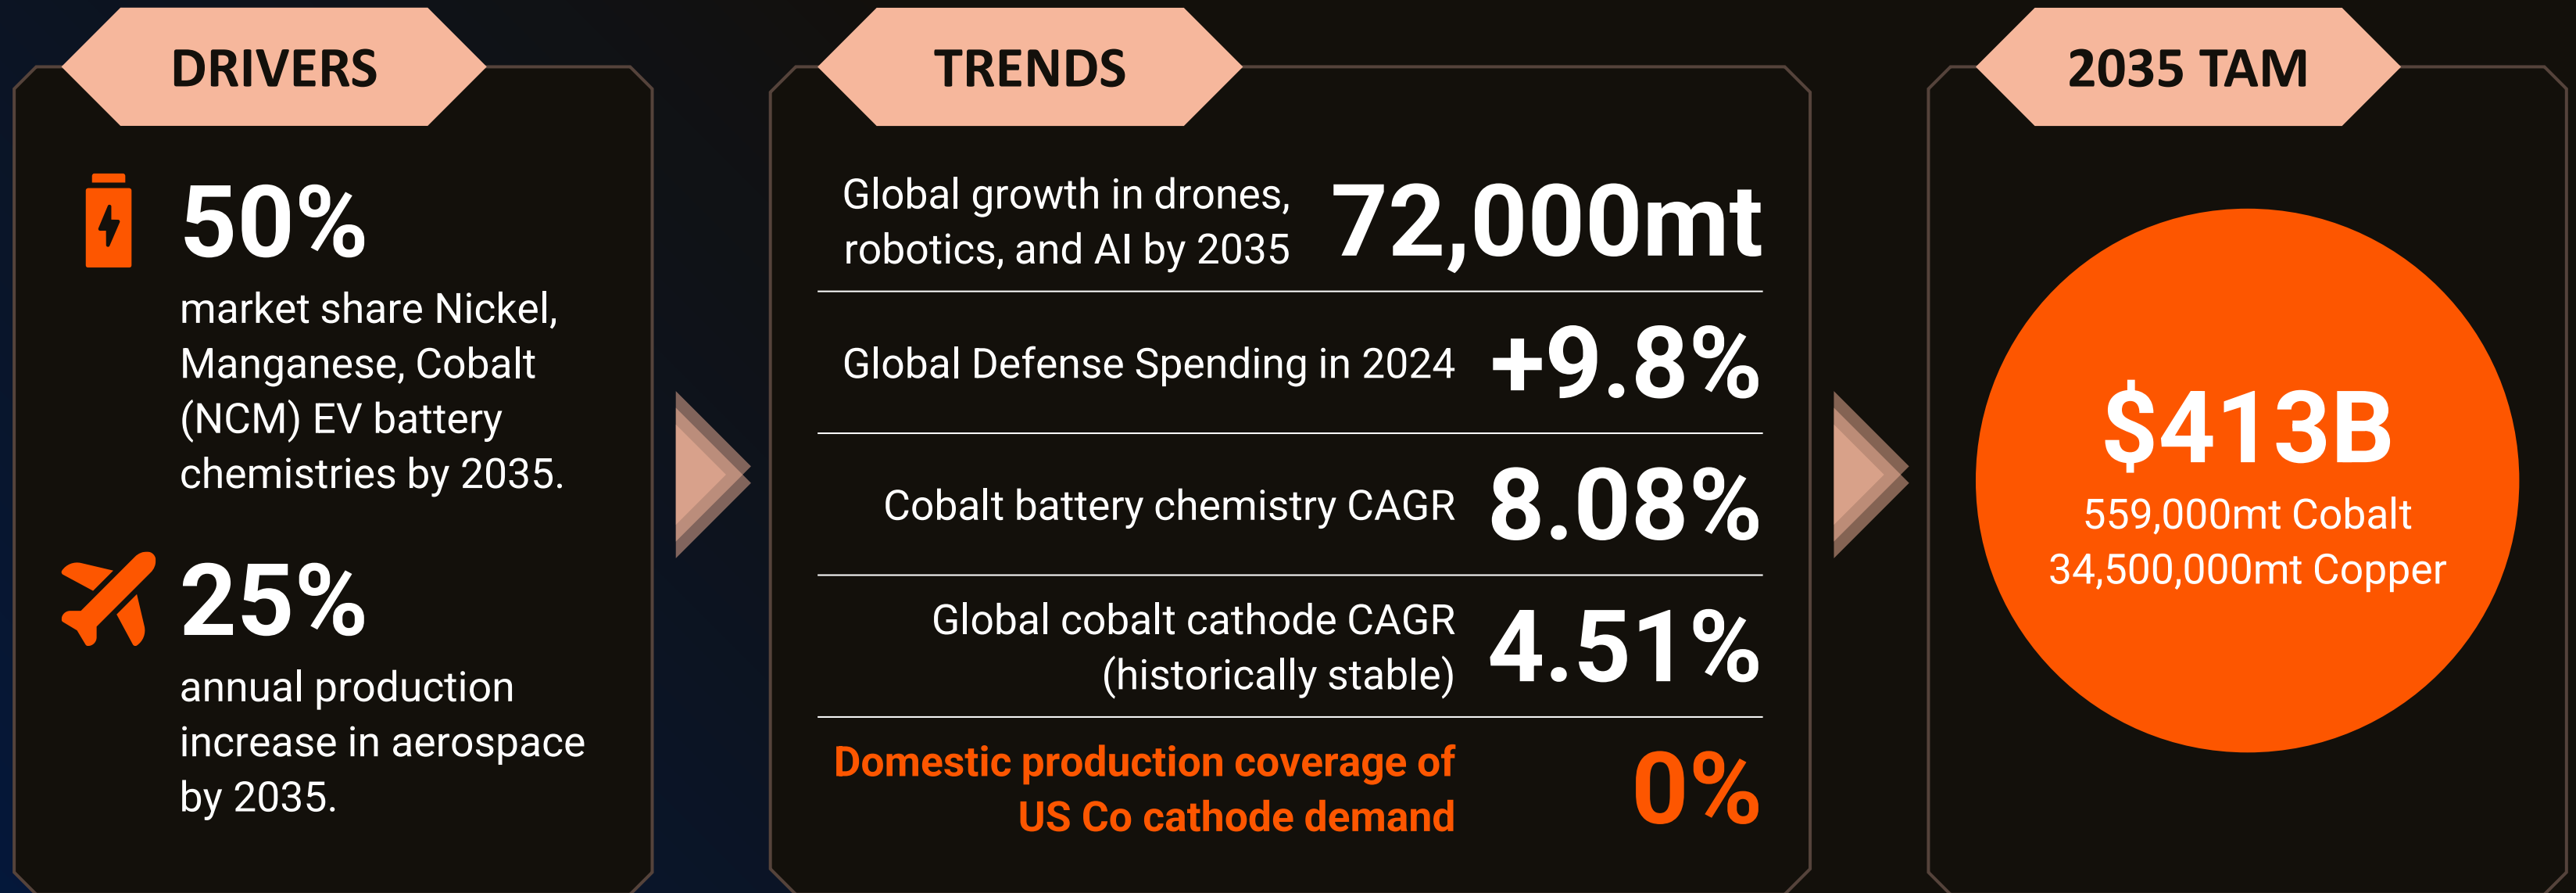 DRIVERS
50%
market share Nickel,
Manganese, Cobalt
(NCM) EV battery
chemistries by 2035.
25%
annual production
increase in aerospace
by 2035.
TRENDS
Global growth in drones,
robotics, and AI by 2035
72,000mt
Global Defense Spending in 2024
+9.8%
Cobalt battery chemistry CAGR
8.08%
Global cobalt cathode CAGR
(historically stable)
4.51%
Domestic production coverage of
US Co cathode demand
0%
2035 TAM
$413B
559,000mt Cobalt
34,500,000mt Copper